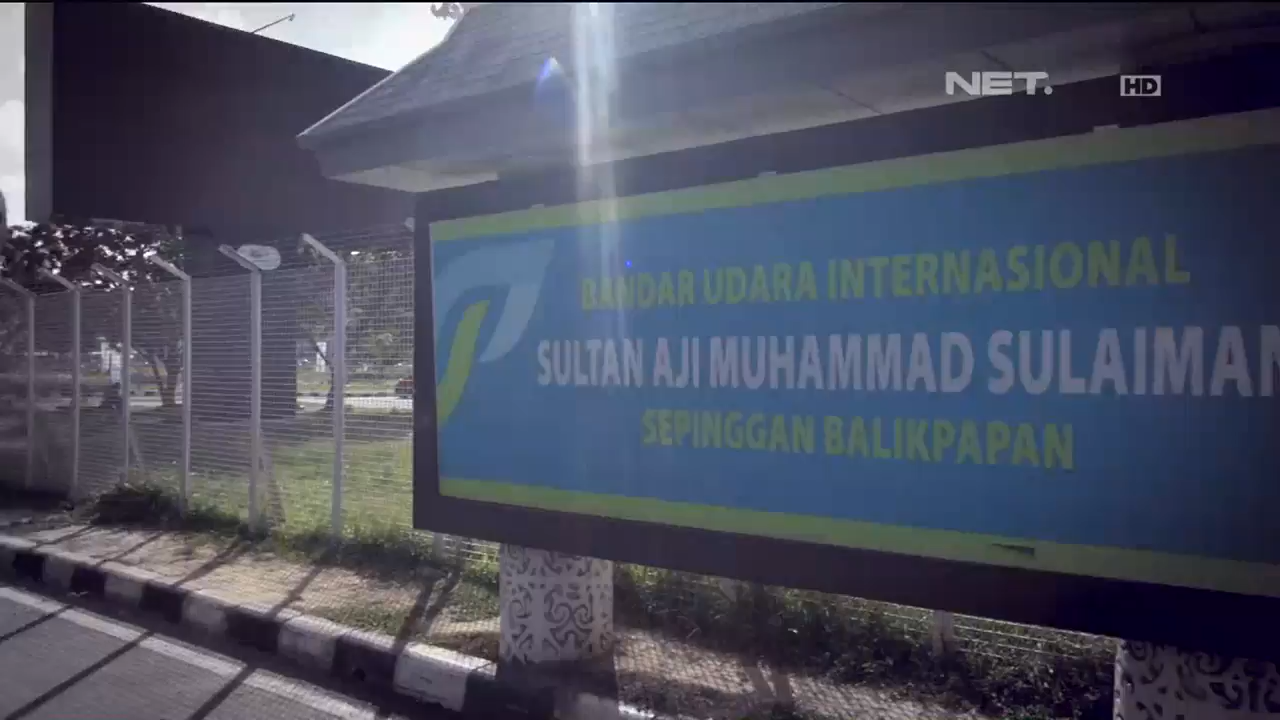 NET.
HD
BANDAR UDARA INTERNASIONAL
SULTAN AJI MUHAMMAD SULAIMAN
SEPINGGAN BALIKPAPAN